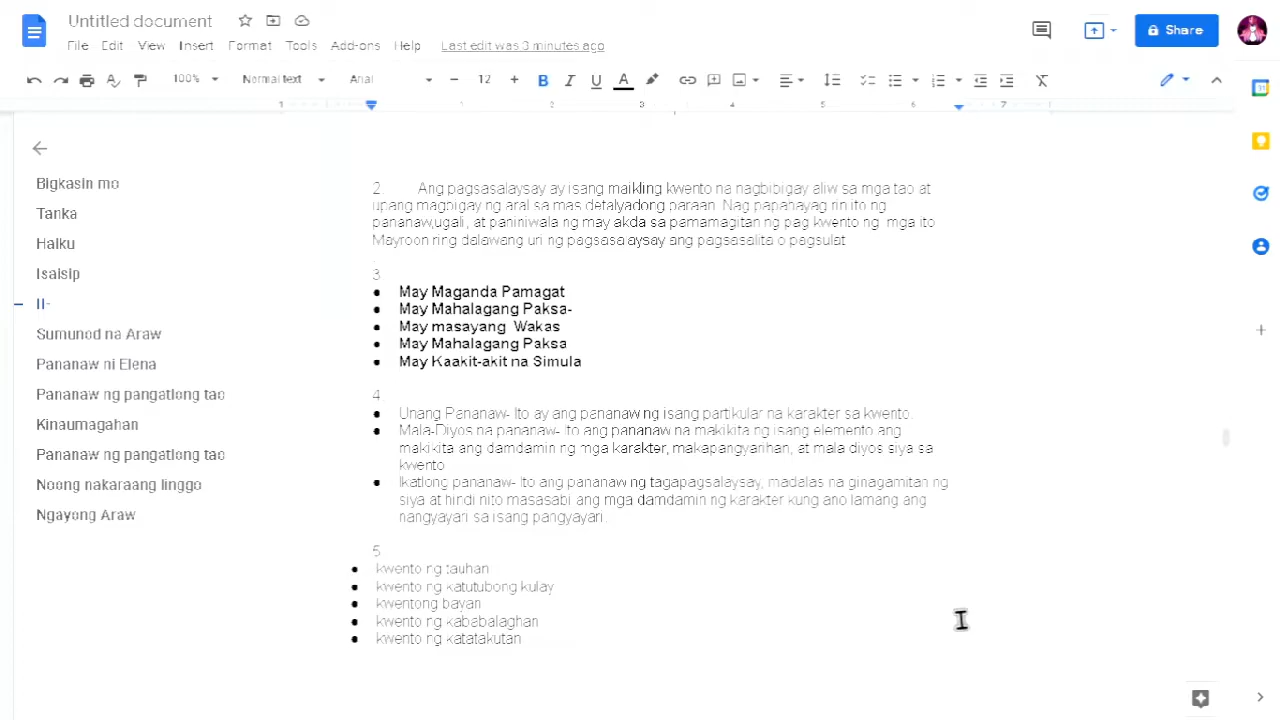 Untitled document
File Edit View Insert Format Tools Add-ons Help Last edit was 3 minutes ago
Share
100% Normal text Arial 12
1 1 2 3 4 5 6 7
Bigkasin mo
Tanka
Haiku
Isaisip
II-
Sumunod na Araw
Pananaw ni Elena
Pananaw ng pangatlong tao
Kinaumagahan
Pananaw ng pangatlong tao
Noong nakaraang linggo
Ngayong Araw
2 Ang pagsasalaysay ay isang maikling kwento na nagbibigay aliw sa mga tao at
upang magbigay ng aral sa mas detalyadong paraan. Nag papahayag rin ito ng
pananaw,ugali, at paniniwala ng may akda sa pamamagitan ng pag kwento ng mga ito
Mayroon ring dalawang uri ng pagsasalaysay ang pagsasalita o pagsulat
3
● May Maganda Pamagat
● May Mahalagang Paksa-
● May masayang Wakas
● May Mahalagang Paksa
● May Kaakit-akit na Simula
4
● Unang Pananaw- Ito ay ang pananaw ng isang partikular na karakter sa kwento.
● Mala-Diyos na pananaw- Ito ang pananaw na makikita ng isang elemento ang
makikita ang damdamin ng mga karakter, makapangyarihan, at mala diyos siya sa
kwento
● Ikatlong pananaw- Ito ang pananaw ng tagapagsalaysay, madalas na ginagamitan ng
siya at hindi nito masasabi ang mga damdamin ng karakter kung ano lamang ang
nangyayari sa isang pangyayari.
5
● kwento ng tauhan
● kwento ng katutubong kulay
● kwentong bayan
● kwento ng kababalaghan
● kwento ng katatakutan